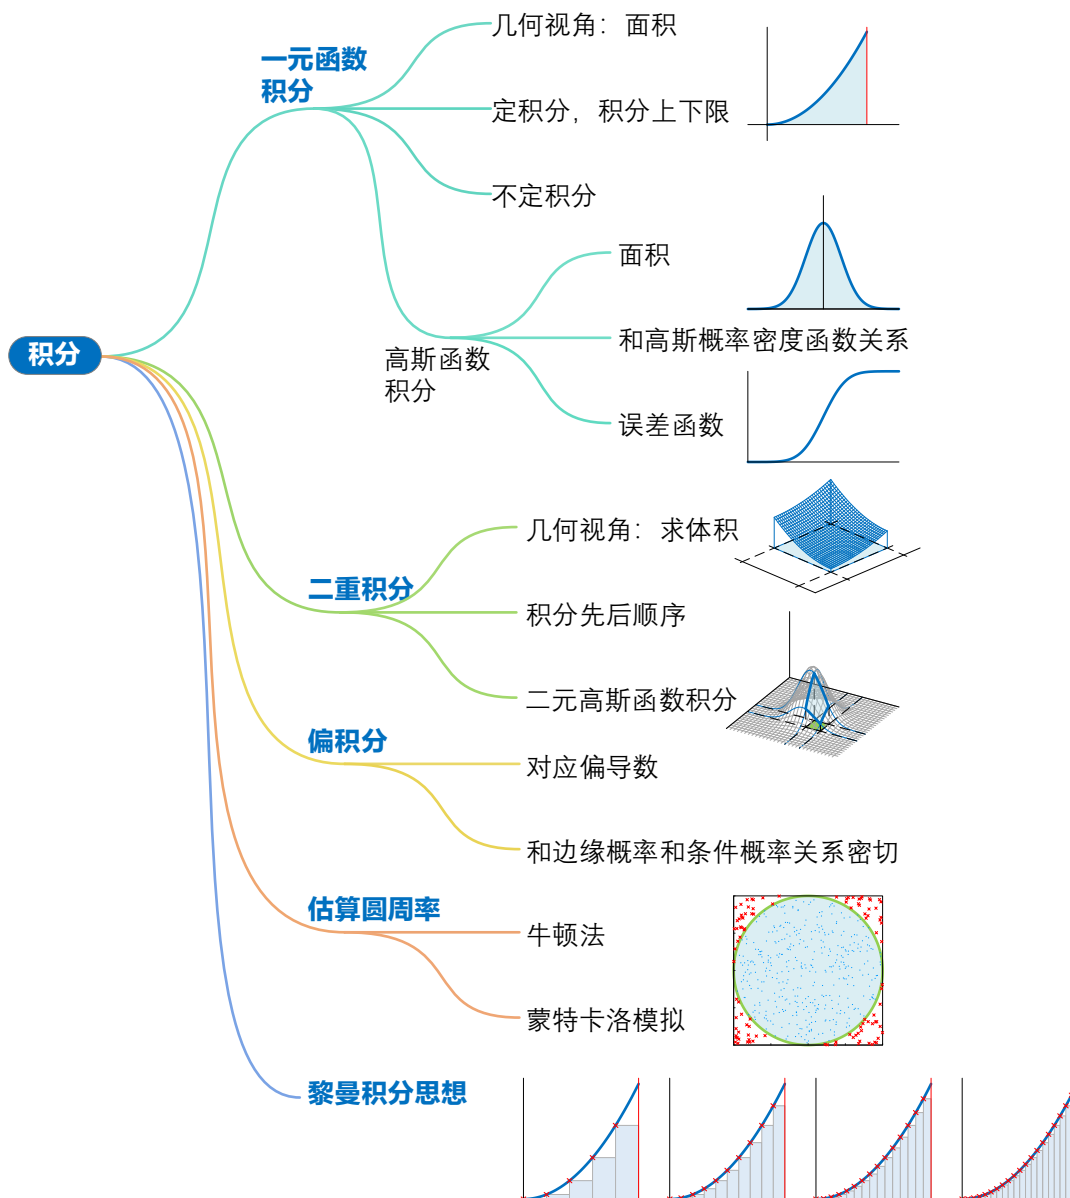 积分
一元函数
积分
几何视角：面积
定积分，积分上下限
不定积分
高斯函数
积分
面积
和高斯概率密度函数关系
误差函数
二重积分
几何视角：求体积
积分先后顺序
二元高斯函数积分
偏积分
对应偏导数
和边缘概率和条件概率关系密切
估算圆周率
牛顿法
蒙特卡洛模拟
黎曼积分思想